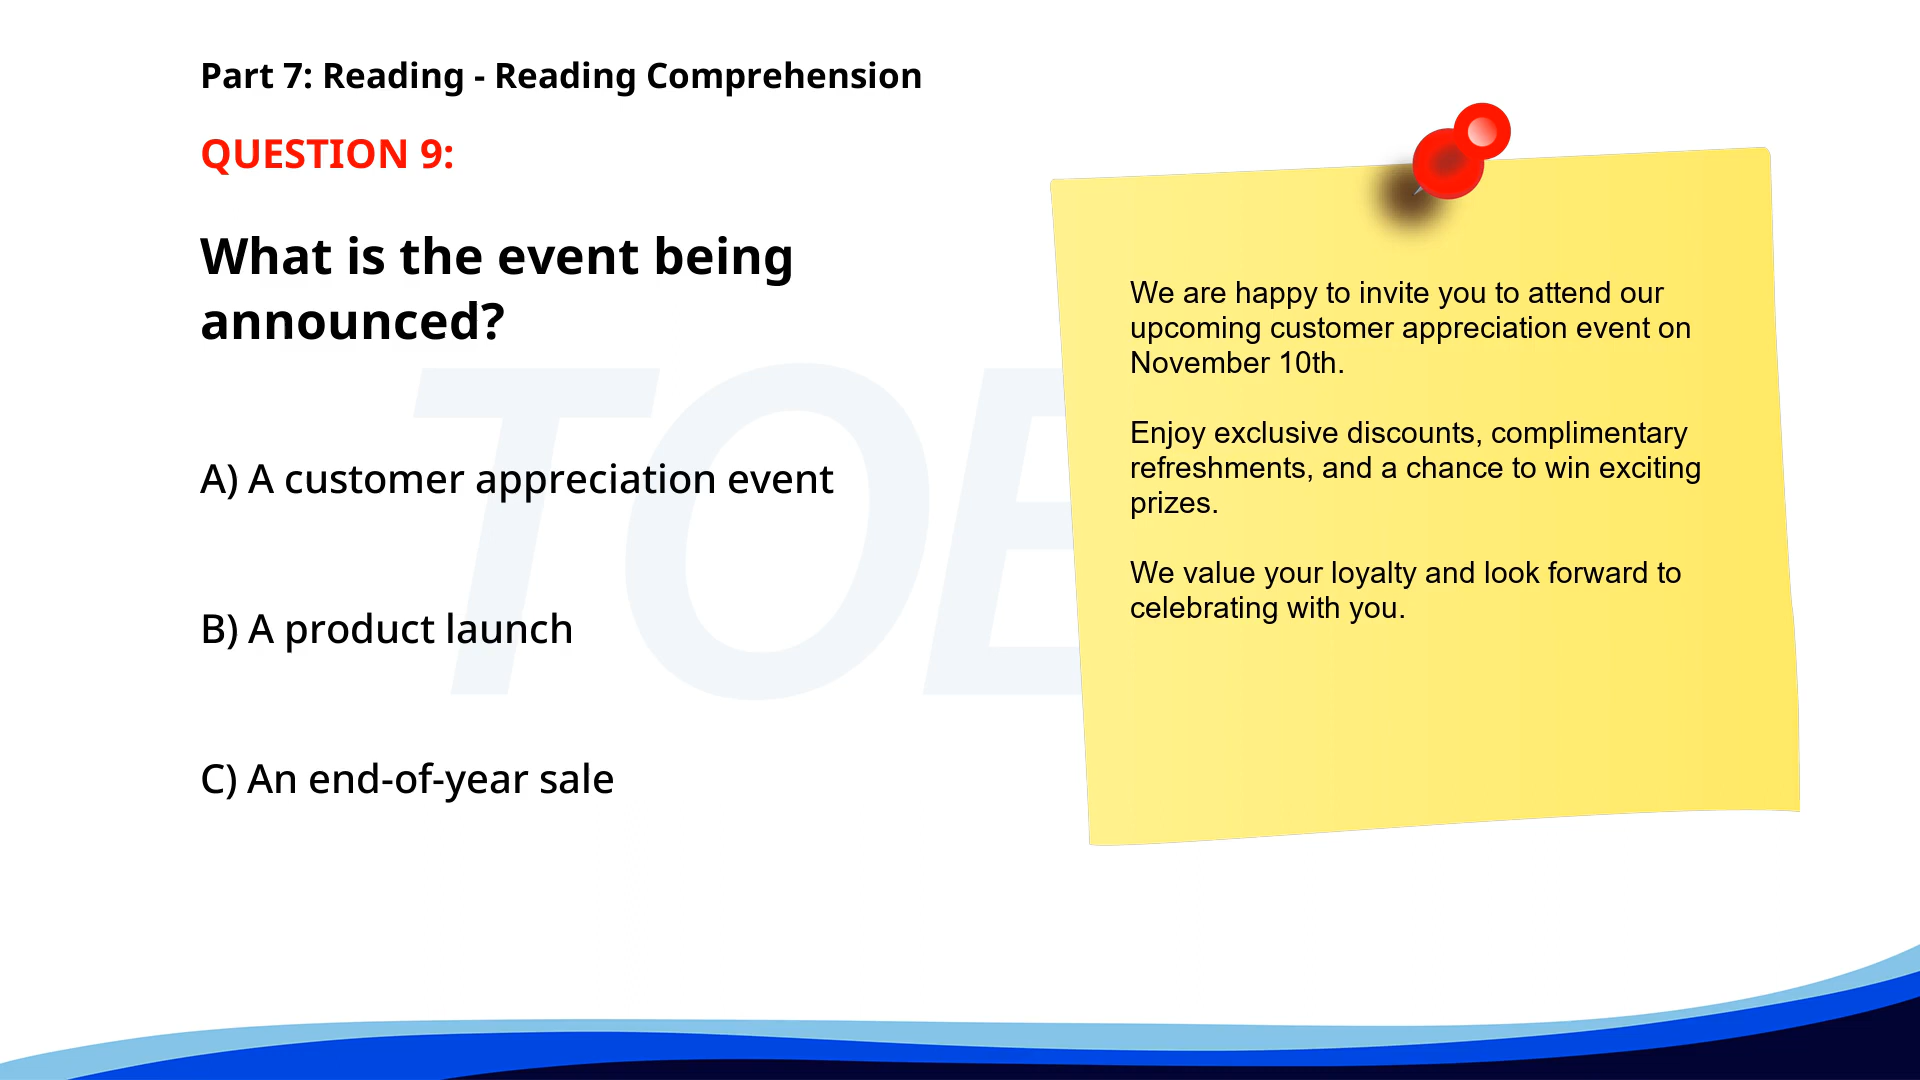 Part 7: Reading - Reading Comprehension
QUESTION 9:
What is the event being
announced?
A) A customer appreciation event
B) A product launch
C) An end-of-year sale
We are happy to invite you to attend our
upcoming customer appreciation event on
November 10th.
Enjoy exclusive discounts, complimentary
refreshments, and a chance to win exciting
prizes.
We value your loyalty and look forward to
celebrating with you.